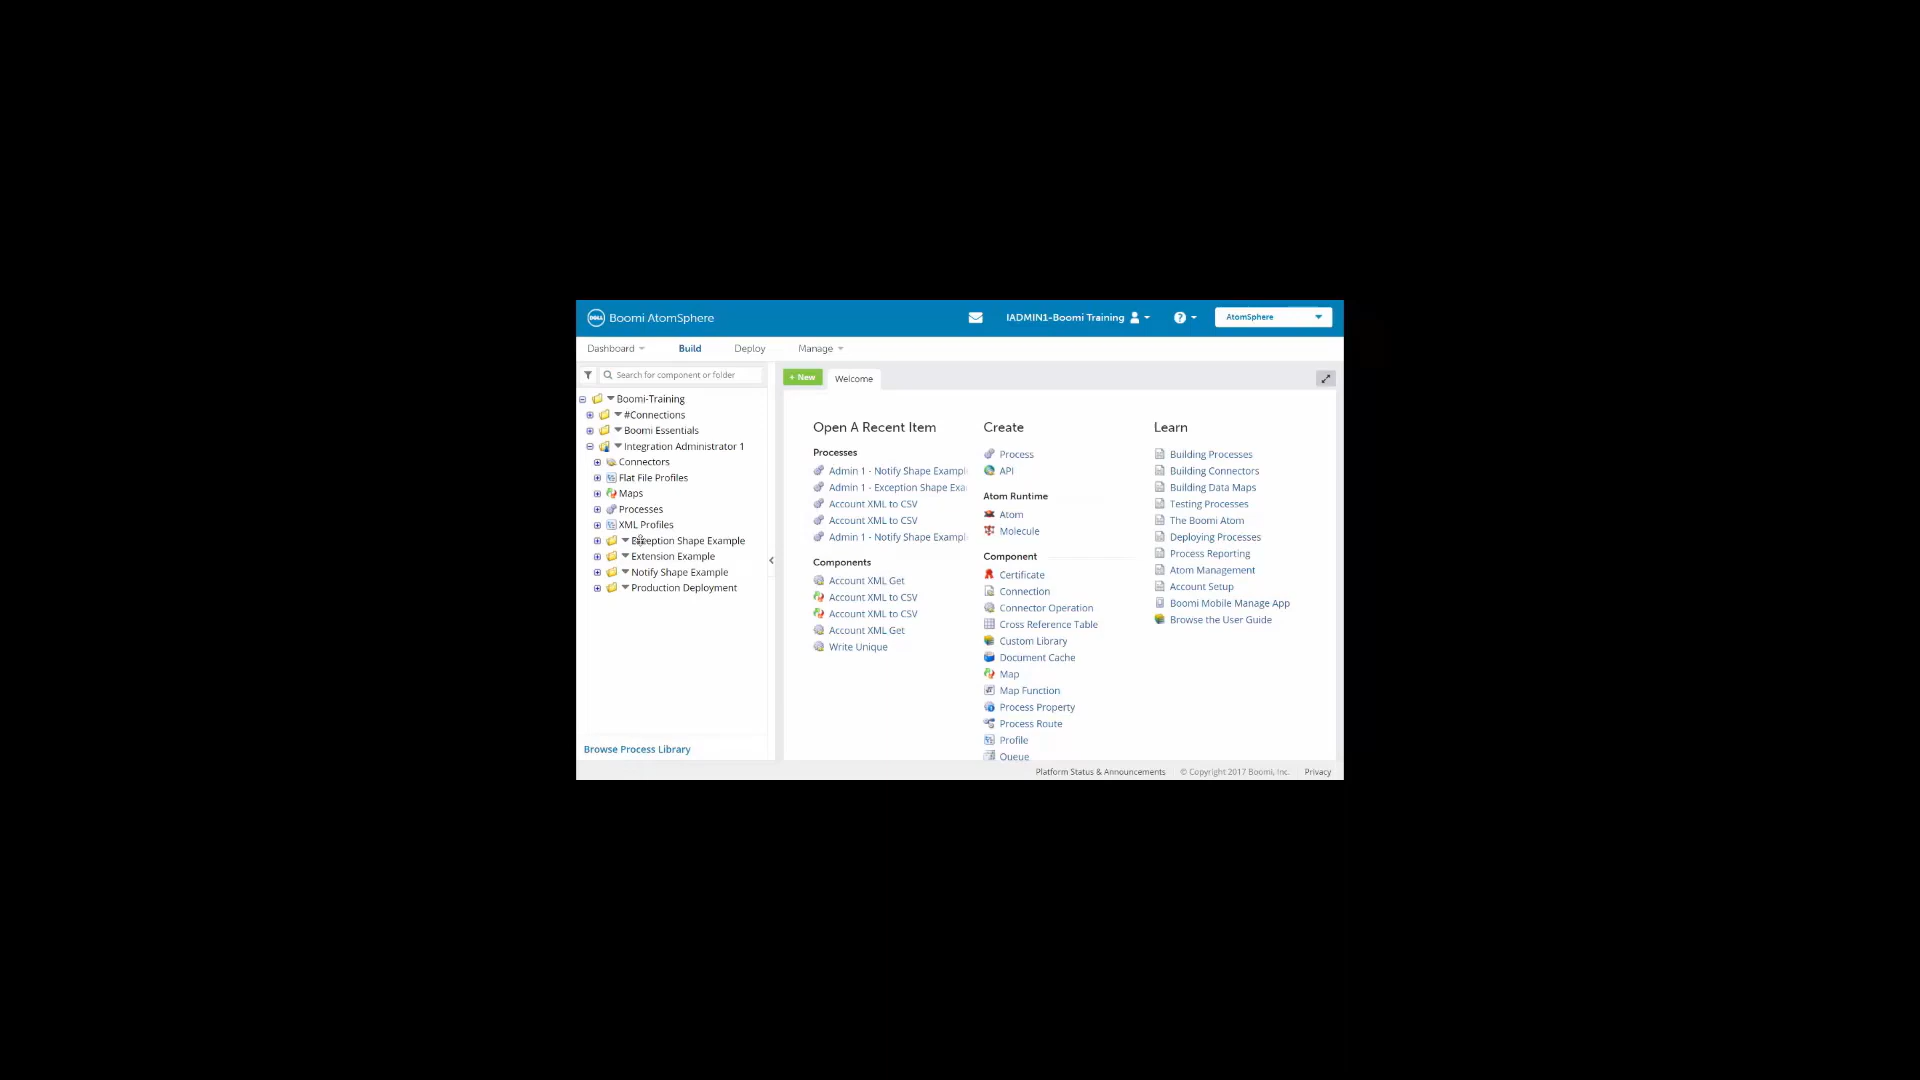 DELL Boomi AtomSphere
IADMIN1-Boomi Training
?
AtomSphere
Dashboard
Build
Deploy
Manage
Search for component or folder
+ New
Welcome
Boomi-Training
#Connections
Boomi Essentials
Integration Administrator 1
Connectors
Flat File Profiles
Maps
Processes
XML Profiles
Exception Shape Example
Extension Example
Notify Shape Example
Production Deployment
Browse Process Library
Open A Recent Item
Processes
Admin 1 - Notify Shape Exampl
Admin 1 - Exception Shape Exa
Account XML to CSV
Account XML to CSV
Admin 1 - Notify Shape Exampl
Components
Account XML Get
Account XML to CSV
Account XML to CSV
Account XML Get
Write Unique
Create
Process
API
Atom Runtime
Atom
Molecule
Component
Certificate
Connection
Connector Operation
Cross Reference Table
Custom Library
Document Cache
Map
Map Function
Process Property
Process Route
Profile
Queue
Learn
Building Processes
Building Connectors
Building Data Maps
Testing Processes
The Boomi Atom
Deploying Processes
Process Reporting
Atom Management
Account Setup
Boomi Mobile Manage App
Browse the User Guide
Platform Status & Announcements
© Copyright 2017 Boomi, Inc.
Privacy